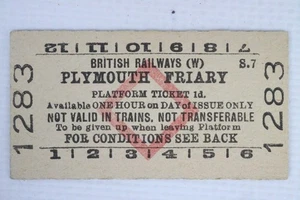 12 11 10 9 8 7
BRITISH RAILWAYS (W) S.7
PLYMOUTH FRIARY
PLATFORM TICKET 1d.
Available ONE HOUR on DAY of ISSUE ONLY
NOT VALID IN TRAINS. NOT TRANSFERABLE
To be given up when leaving Platform
FOR CONDITIONS SEE BACK
1 2 3 4 5 6
1283
1283